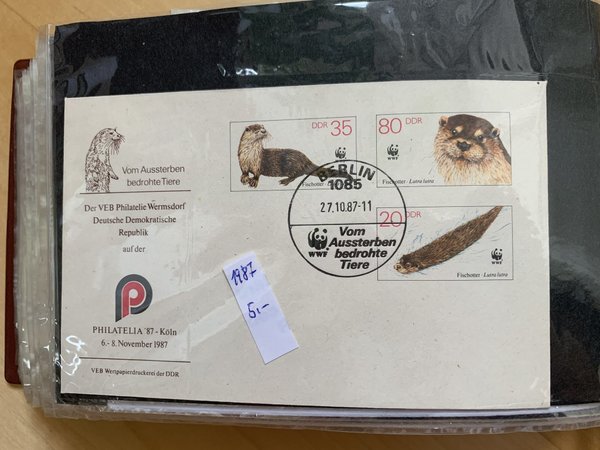 Vom Aussterben
bedrohte Tiere
Der VEB Philatelie Wermsdorf
Deutsche Demokratische
Republik
auf der
PHILATELIA '87 - Köln
6.- 8. November 1987
VEB Wertpapierdruckerei der DDR
DDR 35
WWF
Fischotter · Lutra lutra
80 DDR
WWF
Fischotter · Lutra lutra
20 DDR
WWF
Fischotter · Lutra lutra
BERLIN
1085
27.10.87-11
Vom
Aussterben
bedrohte
Tiere
WWF
1987
5,-